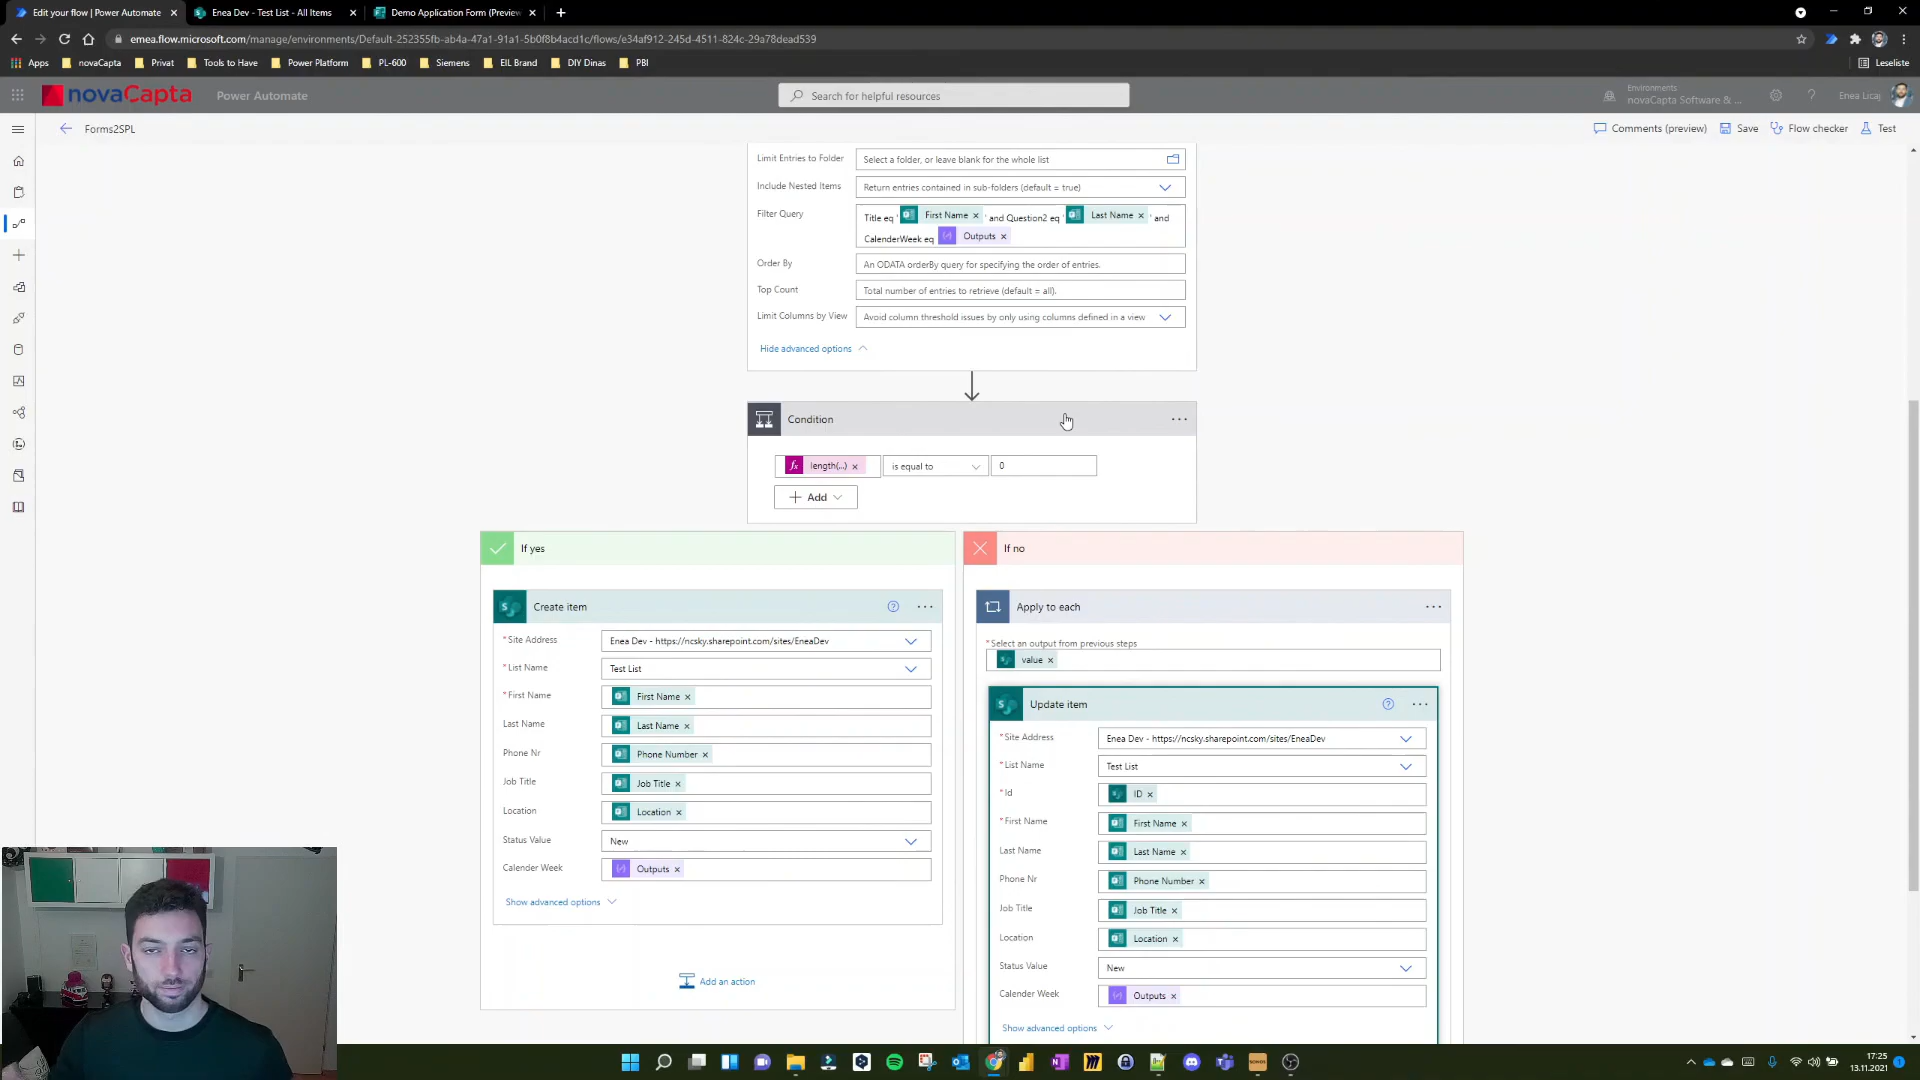 Edit your flow | Power Automate
Enea Dev - Test List - All Items
Demo Application Form (Preview
emea.flow.microsoft.com/manage/environments/Default-252355fb-ab4a-47a1-91a1-5b0f8b4acd1c/flows/e34af912-245d-4511-824c-29a78dead539
Apps novaCapta Privat Tools to Have Power Platform PL-600 Siemens EIL Brand DIY Dinas PBI Leseliste
novaCapta Power Automate Search for helpful resources
Environments
novaCapta Software & ...
Enea Licaj
Forms2SPL Comments (preview) Save Flow checker Test
Limit Entries to Folder Select a folder, or leave blank for the whole list
Include Nested Items Return entries contained in sub-folders (default = true)
Filter Query Title eq ' First Name ' and Question2 eq ' Last Name ' and
CalenderWeek eq Outputs
Order By An ODATA orderBy query for specifying the order of entries.
Top Count Total number of entries to retrieve (default = all).
Limit Columns by View Avoid column threshold issues by only using columns defined in a view
Hide advanced options
Condition
length(...) is equal to 0
Add
If yes
If no
Create item
Site Address Enea Dev - https://ncsky.sharepoint.com/sites/EneaDev
List Name Test List
First Name First Name
Last Name Last Name
Phone Nr Phone Number
Job Title Job Title
Location Location
Status Value New
Calender Week Outputs
Show advanced options
Add an action
Apply to each
*Select an output from previous steps
value
Update item
Site Address Enea Dev - https://ncsky.sharepoint.com/sites/EneaDev
List Name Test List
Id ID
First Name First Name
Last Name Last Name
Phone Nr Phone Number
Job Title Job Title
Location Location
Status Value New
Calender Week Outputs
Show advanced options
17:25
13.11.2021